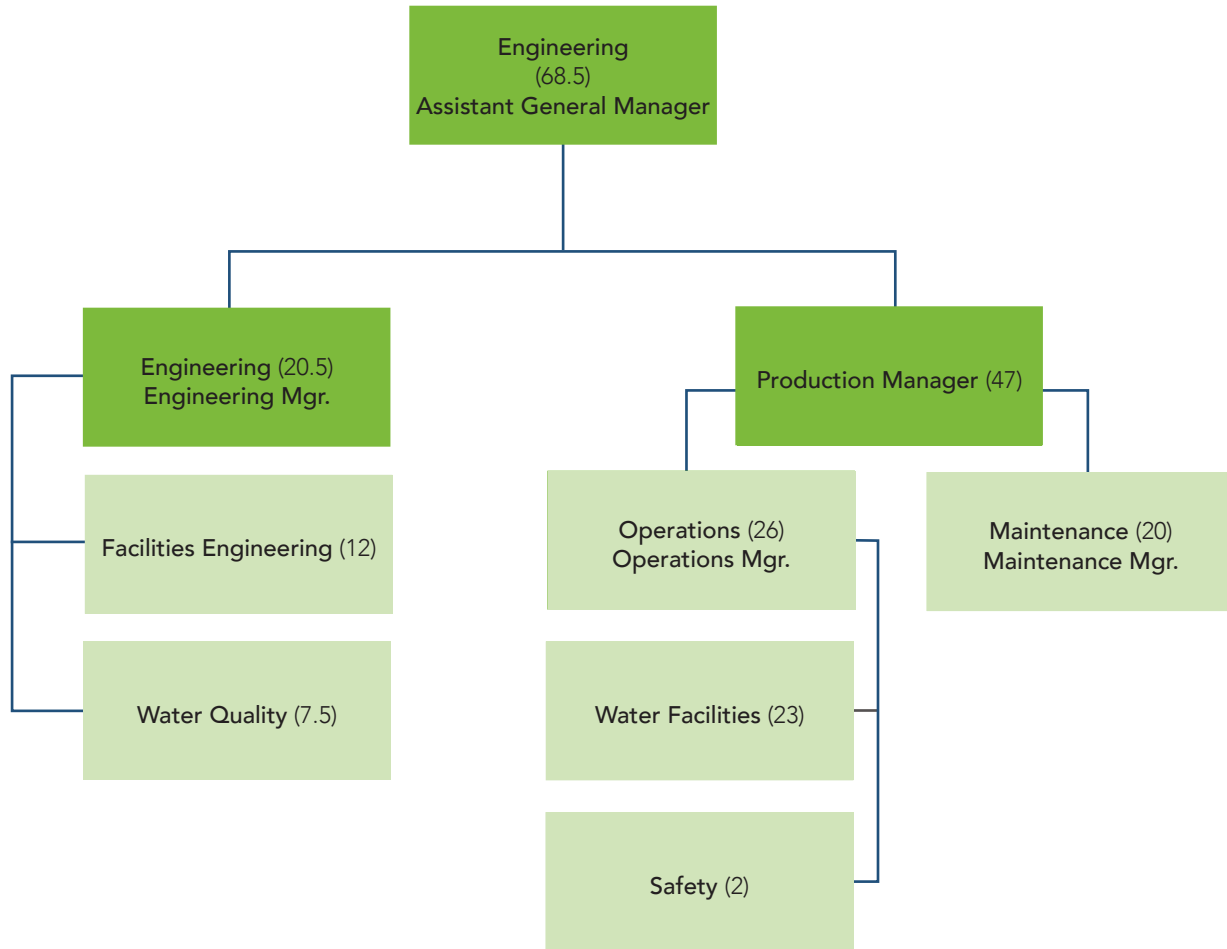 Engineering
(68.5)
Assistant General Manager
Engineering (20.5)
Engineering Mgr.
Production Manager (47)
Facilities Engineering (12)
Operations (26)
Operations Mgr.
Maintenance (20)
Maintenance Mgr.
Water Quality (7.5)
Water Facilities (23)
Safety (2)